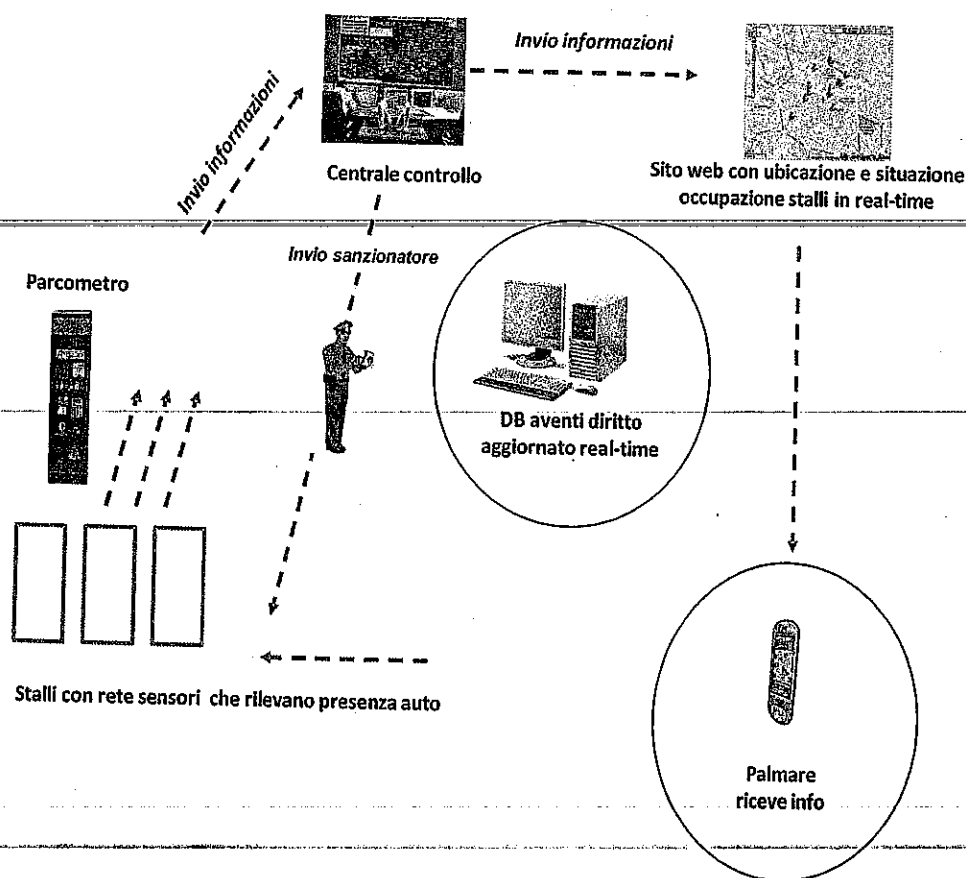 Invio informazioni
Invio informazioni
Centrale controllo
Sito web con ubicazione e situazione
occupazione stalli in real-time
Invio sanzionatore
Parcometro
DB aventi diritto
aggiornato real-time
Stalli con rete sensori che rilevano presenza auto
Palmare
riceve info